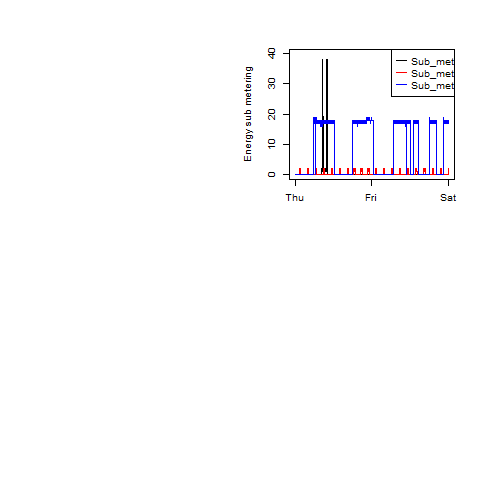 Energy sub metering
40
30
20
10
0
Sub_met
Sub_met
Sub_met
Thu Fri Sat